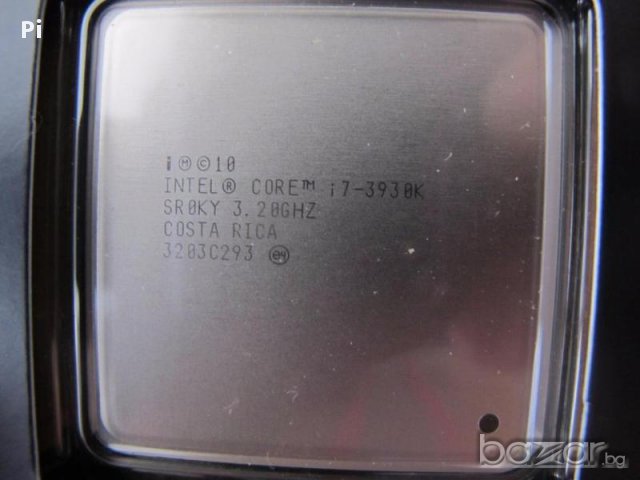 Pi
i Ⓜ©10
INTEL® CORE™ i7-3930K
SR0KY 3.20GHZ
COSTA RICA
3203C293 e4
bazar.bg